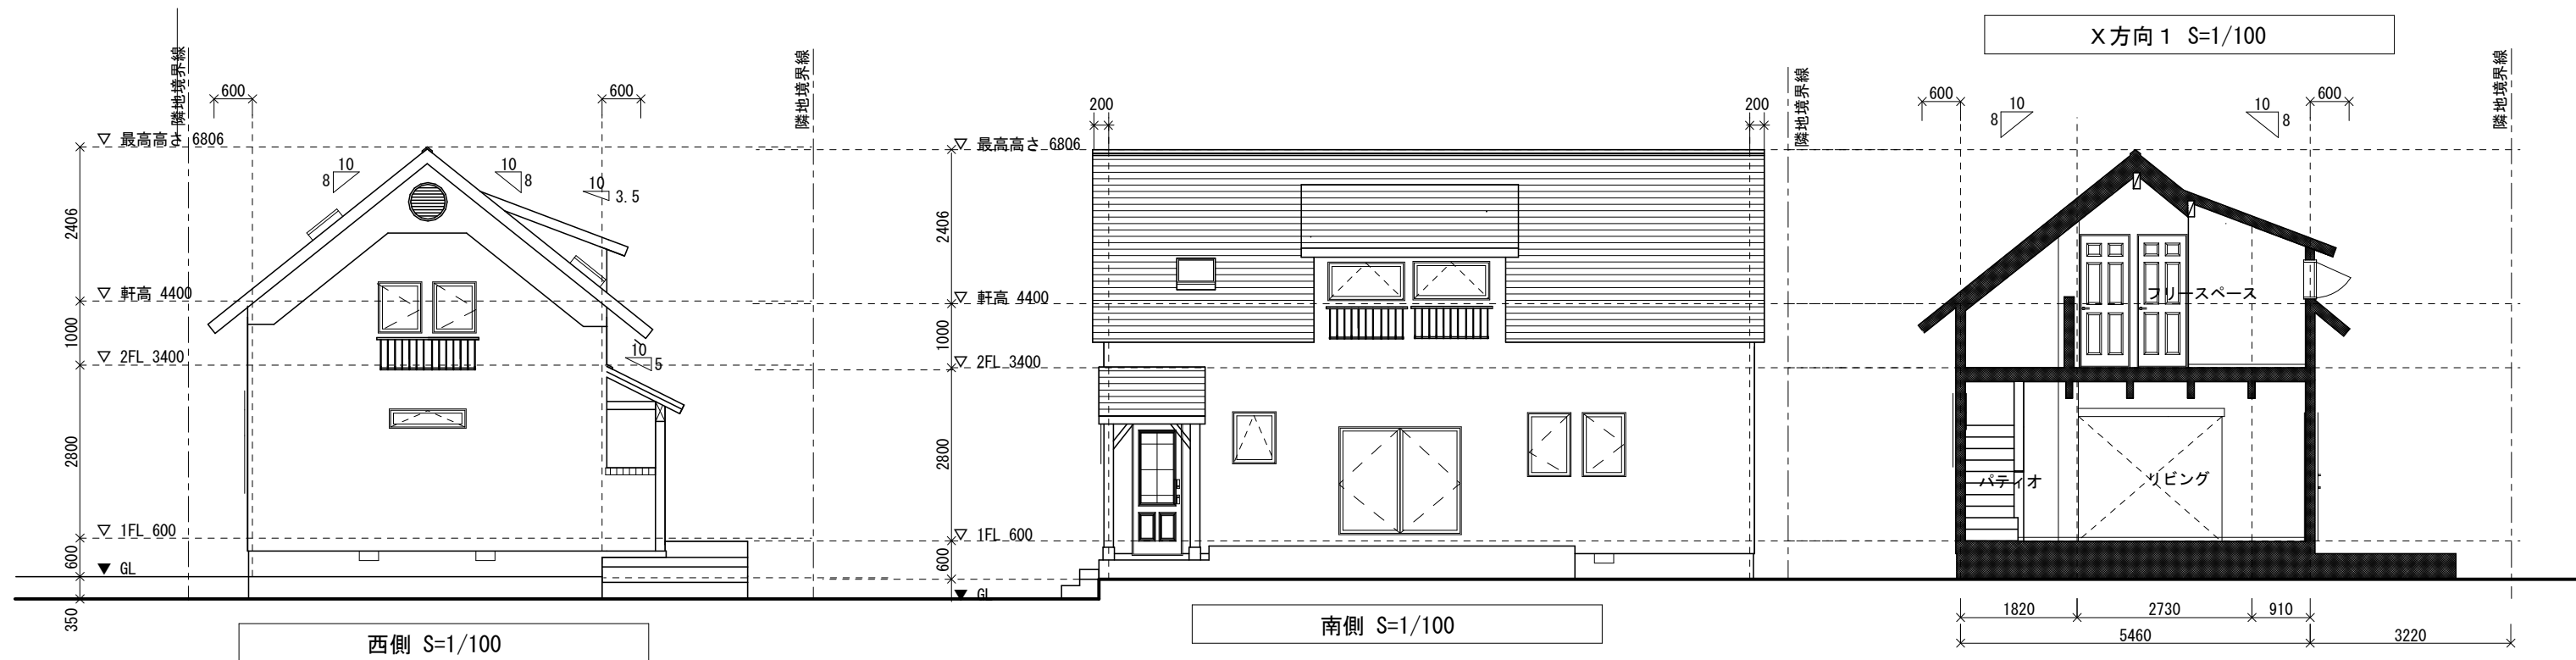 隣地境界線
600
600
▽ 最高高さ 6806
10
8
10
8
10
3.5
2406
▽ 軒高 4400
1000
▽ 2FL 3400
10
5
2800
▽ 1FL 600
600
▼ GL
350
西側 S=1/100
隣地境界線
200
200
隣地境界線
▽ 最高高さ 6806
2406
▽ 軒高 4400
1000
▽ 2FL 3400
2800
▽ 1FL 600
600
▼ GL
南側 S=1/100
X方向1 S=1/100
600
10
8
10
8
600
隣地境界線
フリースペース
パティオ
リビング
1820
2730
910
5460
3220